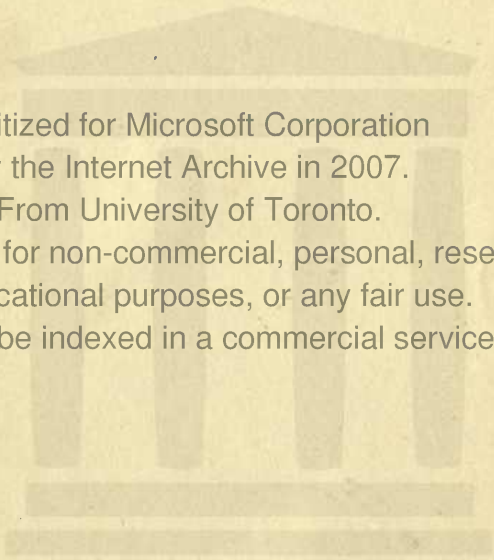 itized for Microsoft Corporation
the Internet Archive in 2007.
From University of Toronto.
for non-commercial, personal, rese
cational purposes, or any fair use.
be indexed in a commercial service